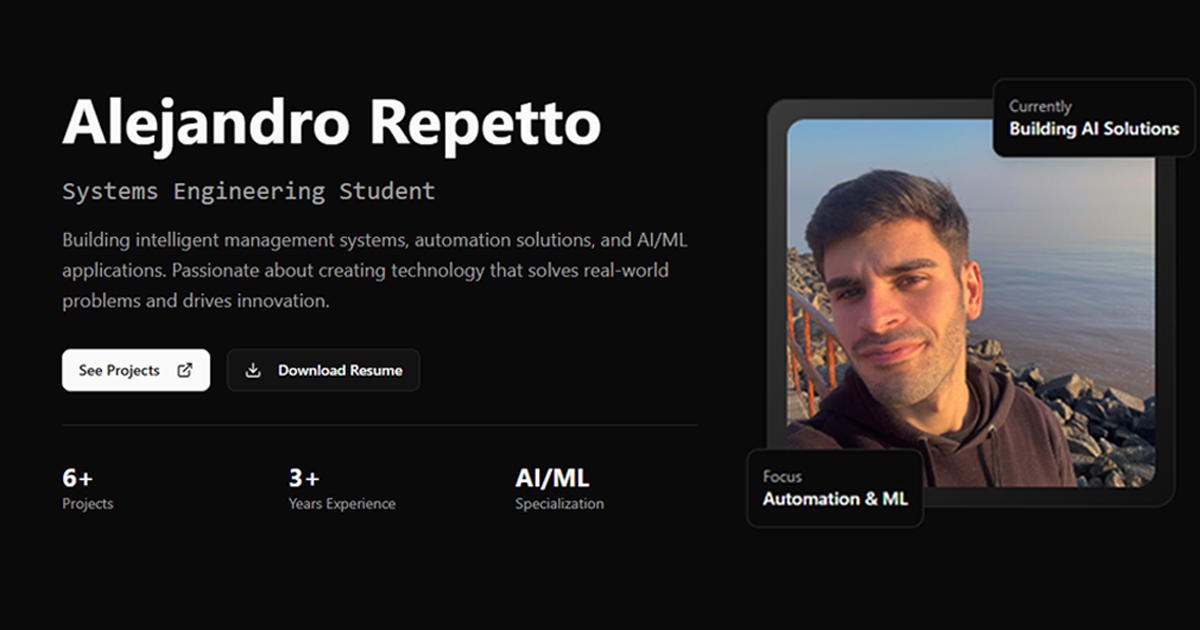 Alejandro Repetto
Systems Engineering Student
Building intelligent management systems, automation solutions, and AI/ML
applications. Passionate about creating technology that solves real-world
problems and drives innovation.
See Projects
Download Resume
6+
Projects
3+
Years Experience
AI/ML
Specialization
Currently
Building AI Solutions
Focus
Automation & ML